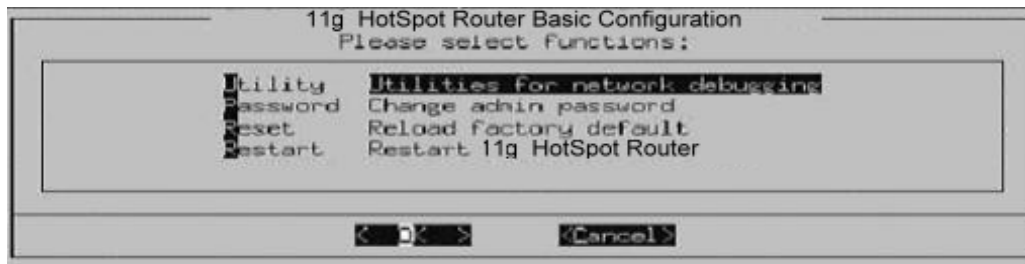 11g HotSpot Router Basic Configuration
Please select functions:
Utility Utilities for network debugging
Password Change admin password
Reset Reload factory default
Restart Restart 11g HotSpot Router
< OK > <Cancel>